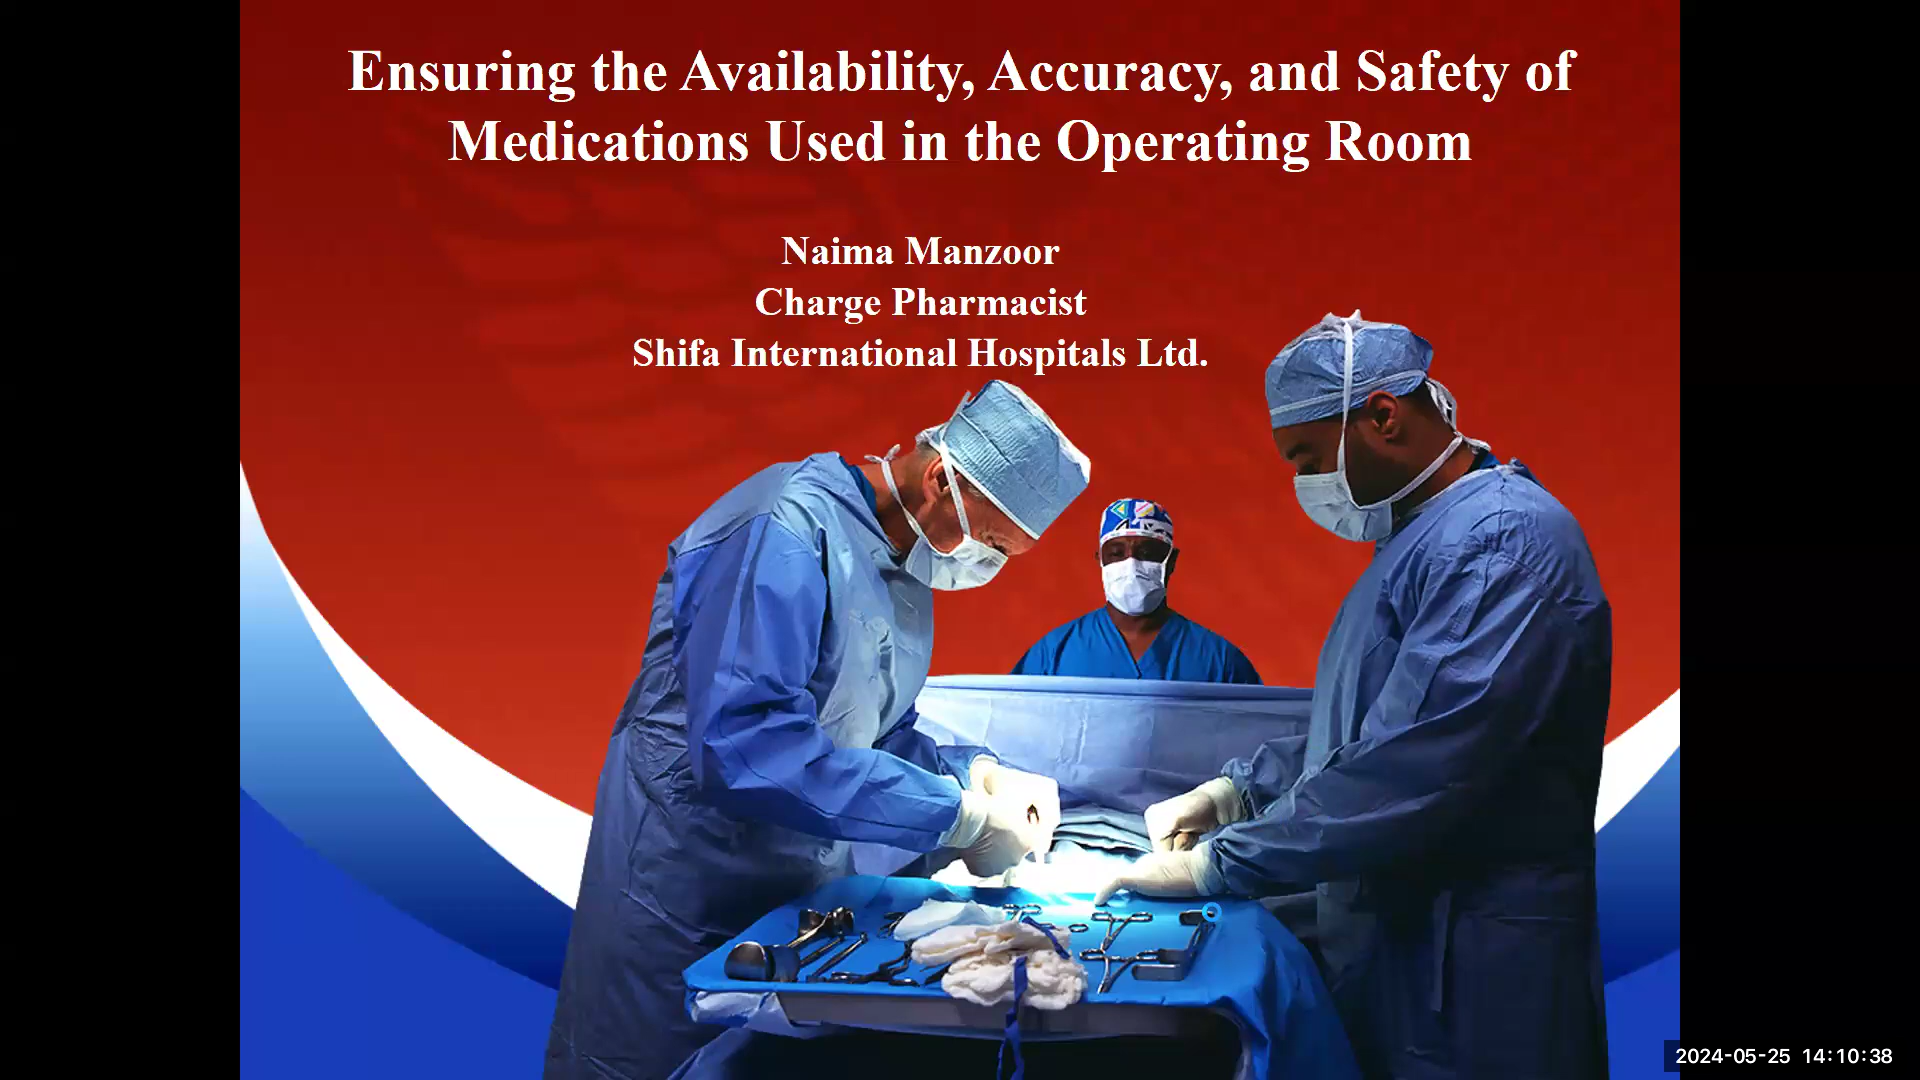 Ensuring the Availability, Accuracy, and Safety of
Medications Used in the Operating Room
Naima Manzoor
Charge Pharmacist
Shifa International Hospitals Ltd.
2024-05-25 14:10:38